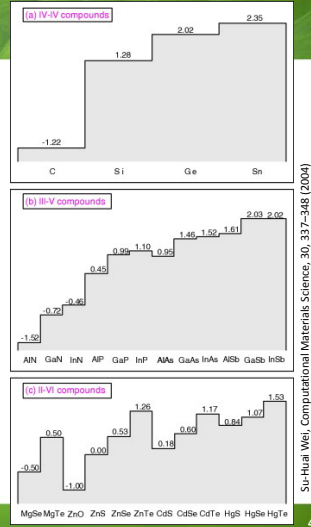 (a) IV-IV compounds
2.35
2.02
1.28
-1.22
C Si Ge Sn
(b) III-V compounds
2.03 2.02
1.46 1.52 1.61
0.99 1.10 0.95
0.45
-0.46
-0.72
-1.52
AlN GaN InN AlP GaP InP AlAs GaAs InAs AlSb GaSb InSb
(c) II-VI compounds
1.53
1.26
1.17
1.07
0.84
0.50
0.53
0.60
0.18
0.00
-0.50
-1.00
MgSe MgTe ZnO ZnS ZnSe ZnTe CdS CdSe CdTe HgS HgSe HgTe
Su-Huai Wei, Computational Materials Science, 30, 337–348 (2004)
4